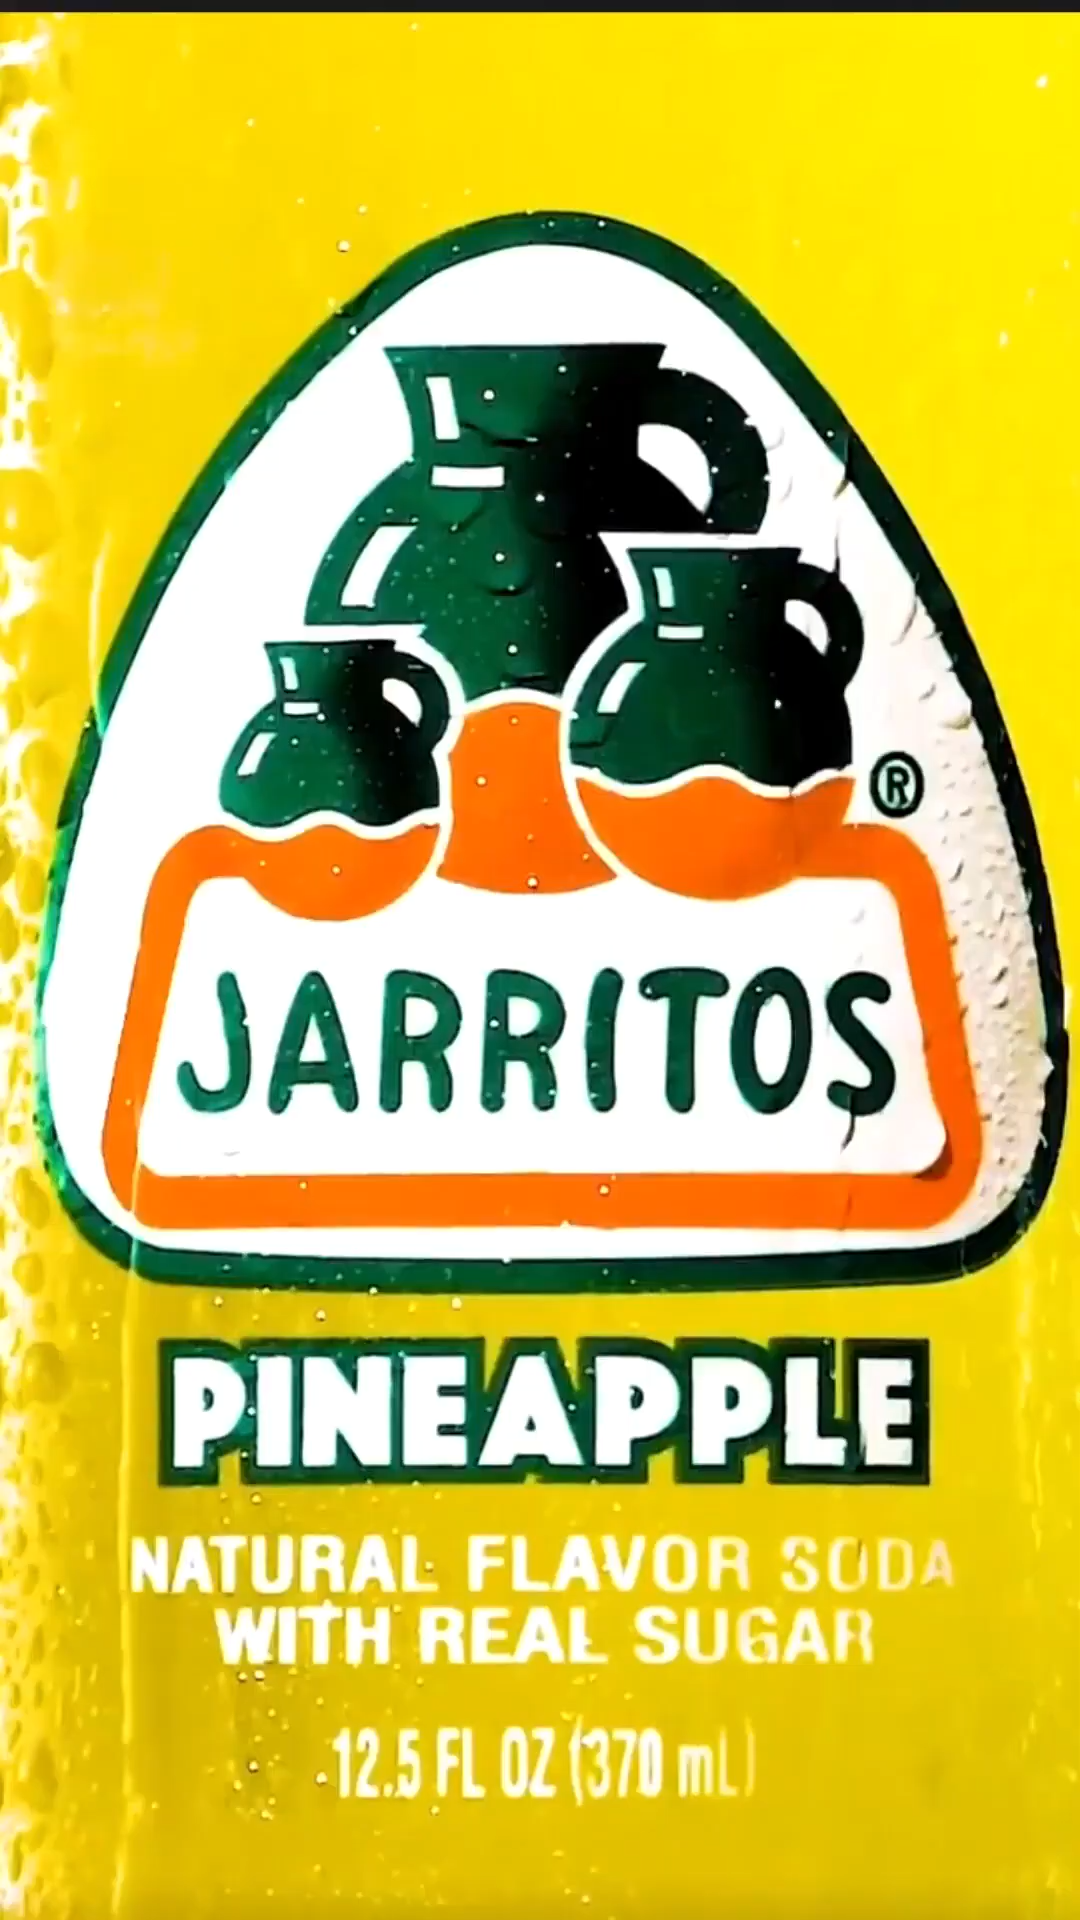 ®
JARRITOS
PINEAPPLE
NATURAL FLAVOR SODA
WITH REAL SUGAR
12.5 FL OZ (370 mL)